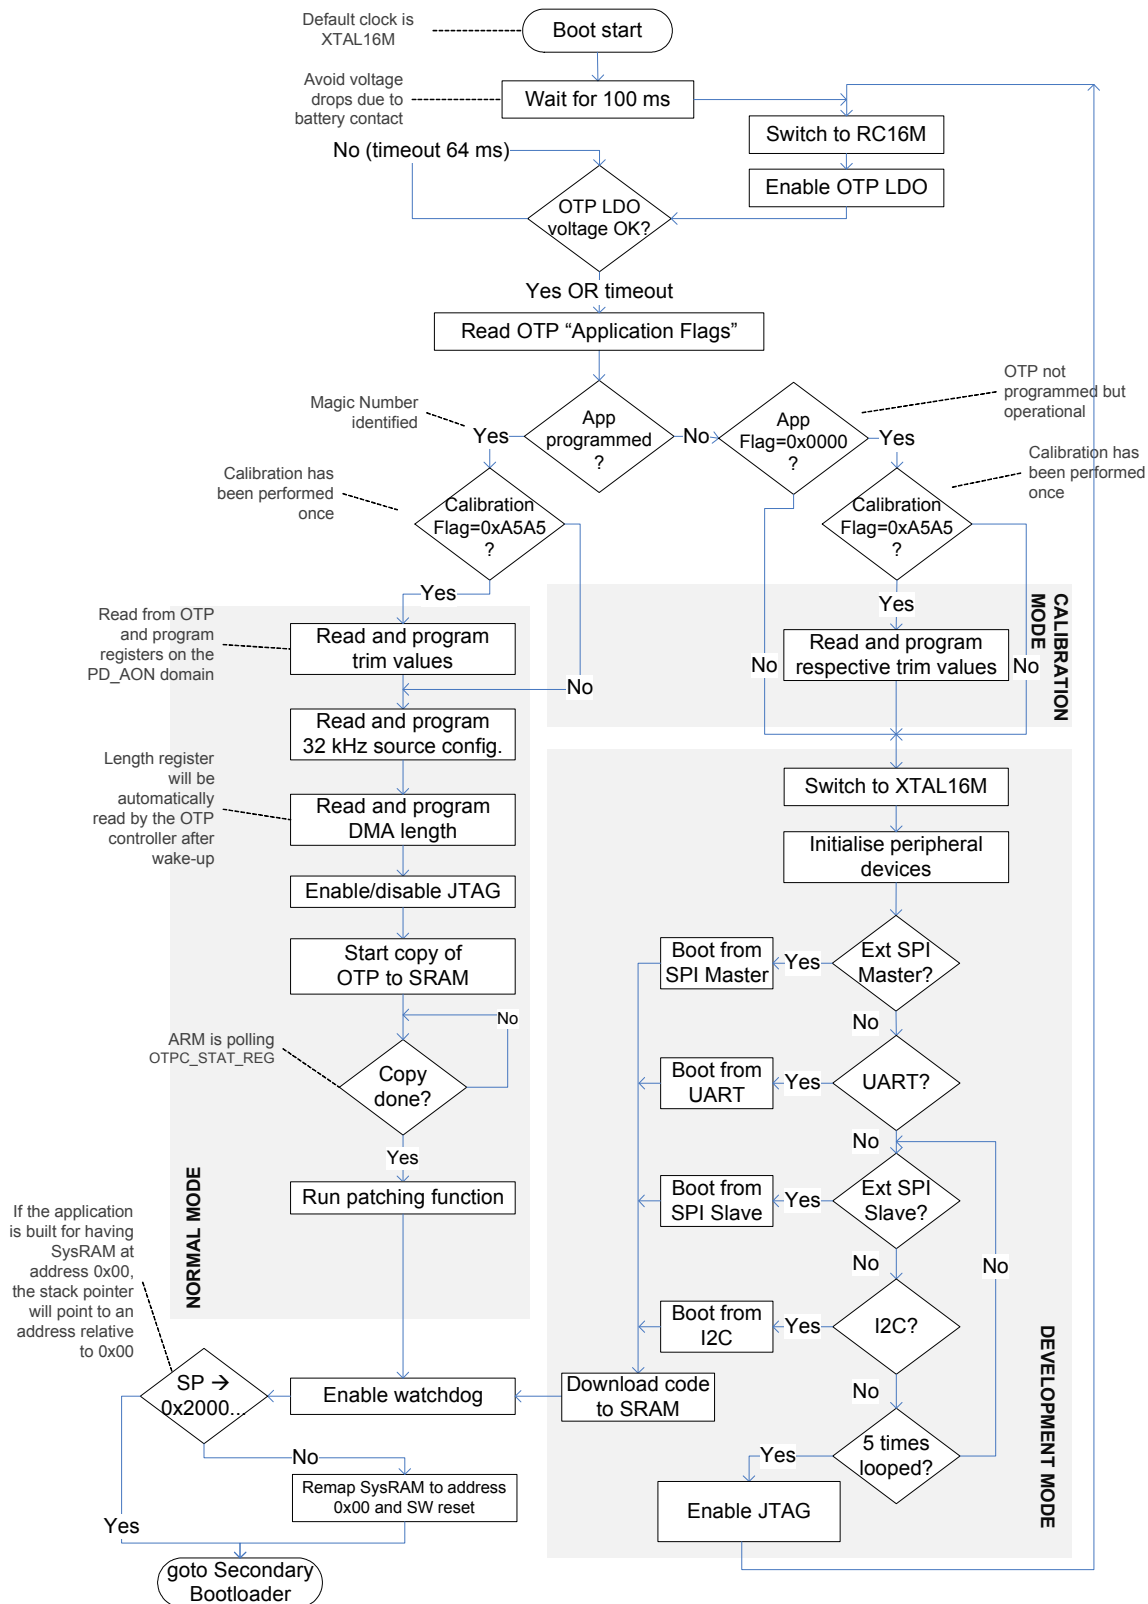 Default clock is
XTAL16M
Boot start
Avoid voltage
drops due to
battery contact
Wait for 100 ms
Switch to RC16M
No (timeout 64 ms)
Enable OTP LDO
OTP LDO
voltage OK?
Yes OR timeout
Read OTP “Application Flags”
OTP not
programmed but
operational
Magic Number
identified
App
programmed
?
Yes
No
App
Flag=0x0000
?
Yes
Calibration has
been performed
once
Calibration has
been performed
once
Calibration
Flag=0xA5A5
?
Calibration
Flag=0xA5A5
?
Yes
Yes
CALIBRATION
MODE
Read from OTP
and program
registers on the
PD_AON domain
Read and program
trim values
Read and program
respective trim values
No
No
No
Read and program
32 kHz source config.
Length register
will be
automatically
read by the OTP
controller after
wake-up
Read and program
DMA length
Switch to XTAL16M
Initialise peripheral
devices
Enable/disable JTAG
Start copy of
OTP to SRAM
Boot from
SPI Master
Yes
Ext SPI
Master?
No
No
ARM is polling
OTPC_STAT_REG
Copy
done?
Boot from
UART
Yes
UART?
Yes
No
Run patching function
Boot from
SPI Slave
Yes
Ext SPI
Slave?
NORMAL MODE
If the application
is built for having
SysRAM at
address 0x00,
the stack pointer
will point to an
address relative
to 0x00
No
No
Boot from
I2C
Yes
I2C?
DEVELOPMENT MODE
SP →
0x2000...
Enable watchdog
Download code
to SRAM
No
No
Yes
5 times
looped?
Remap SysRAM to address
0x00 and SW reset
Enable JTAG
Yes
goto Secondary
Bootloader